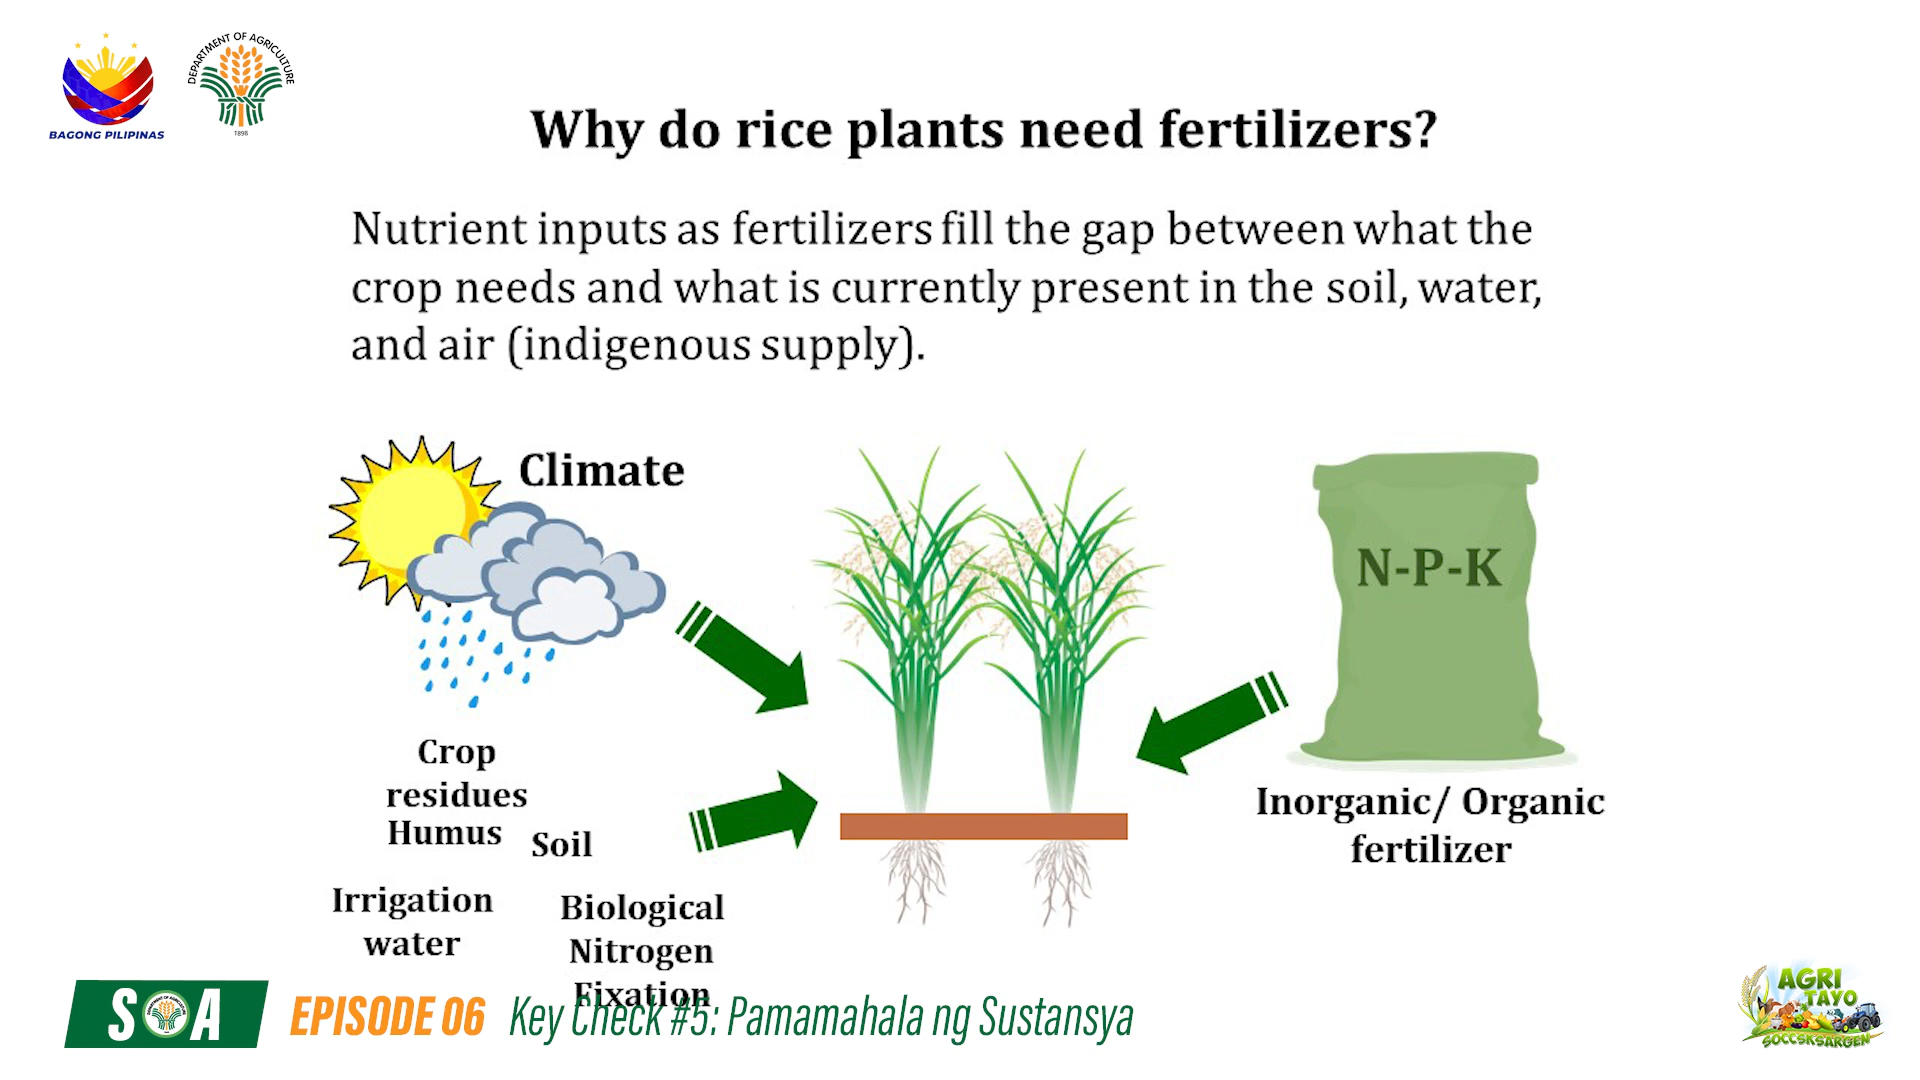 BAGONG PILIPINAS
DEPARTMENT OF AGRICULTURE
1898
Why do rice plants need fertilizers?
Nutrient inputs as fertilizers fill the gap between what the
crop needs and what is currently present in the soil, water,
and air (indigenous supply).
Climate
N-P-K
Crop
residues
Humus
Soil
Irrigation
water
Biological
Nitrogen
Fixation
Inorganic/ Organic
fertilizer
SOA
EPISODE 06 Key Check #5: Pamamahala ng Sustansya
AGRI
TAYO
SOCCSKSARGEN